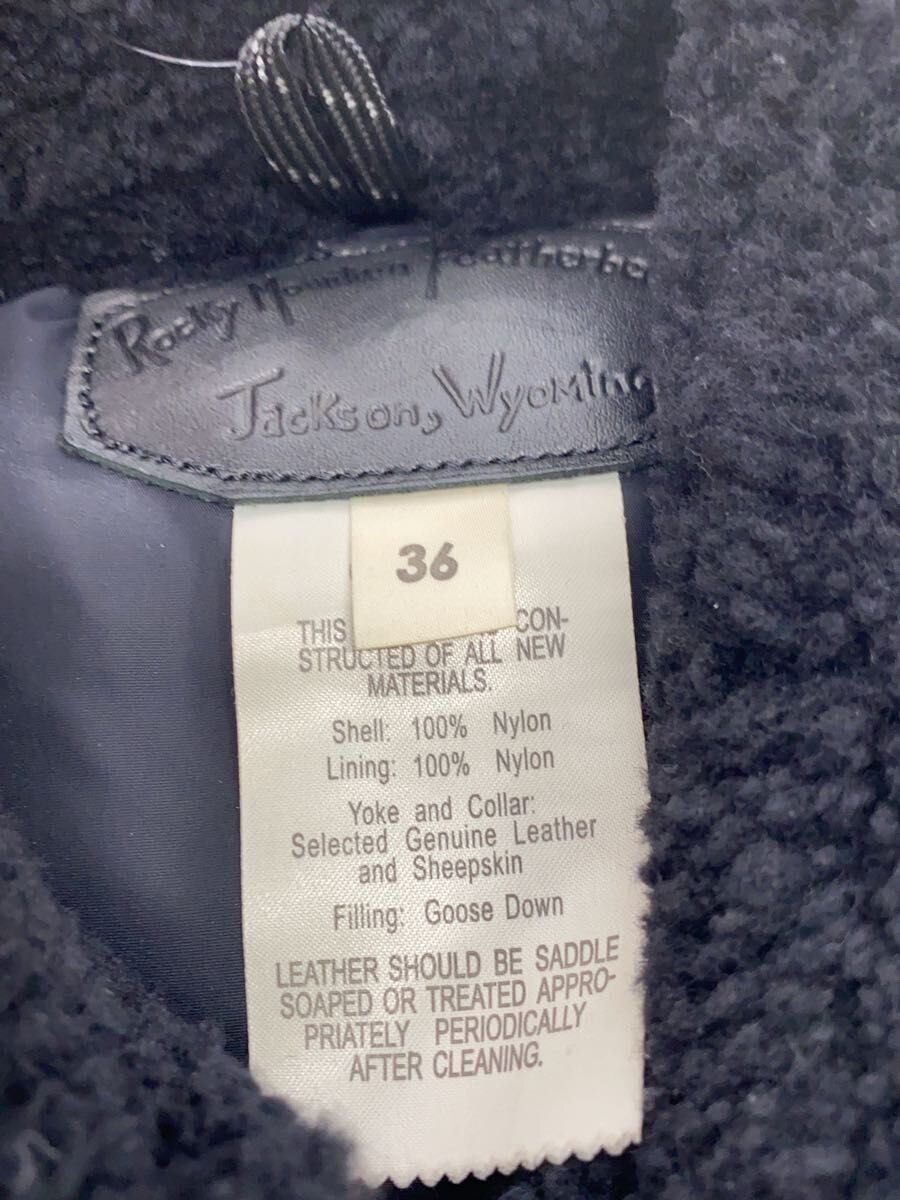 Rocky Mountain Featherbe
Jackson, Wyoming
36
THIS CON-
STRUCTED OF ALL NEW
MATERIALS.
Shell: 100% Nylon
Lining: 100% Nylon
Yoke and Collar:
Selected Genuine Leather
and Sheepskin
Filling: Goose Down
LEATHER SHOULD BE SADDLE
SOAPED OR TREATED APPRO-
PRIATELY PERIODICALLY
AFTER CLEANING.